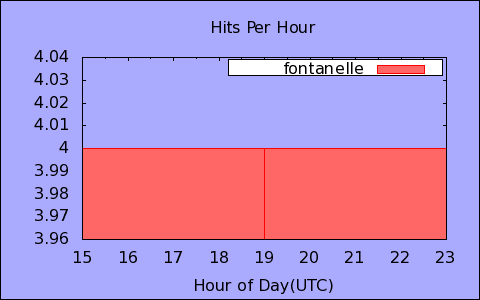 Hits Per Hour
fontanelle
4.04
4.03
4.02
4.01
4
3.99
3.98
3.97
3.96
15 16 17 18 19 20 21 22 23
Hour of Day(UTC)